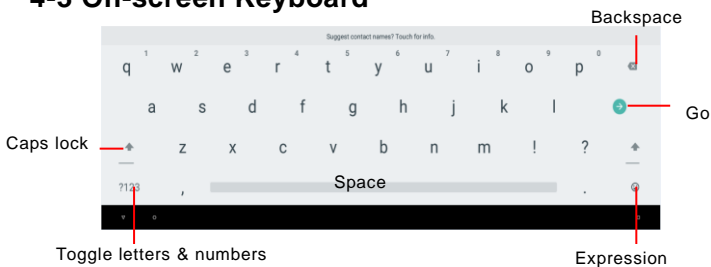 4-3 On-screen Keyboard
Backspace
Suggest contact names? Touch for info.
1 2 3 4 5 6 7 8 9 0
q w e r t y u i o p
a s d f g h j k l
Go
Caps lock
z x c v b n m ! ?
?123 , Space .
Toggle letters & numbers
Expression